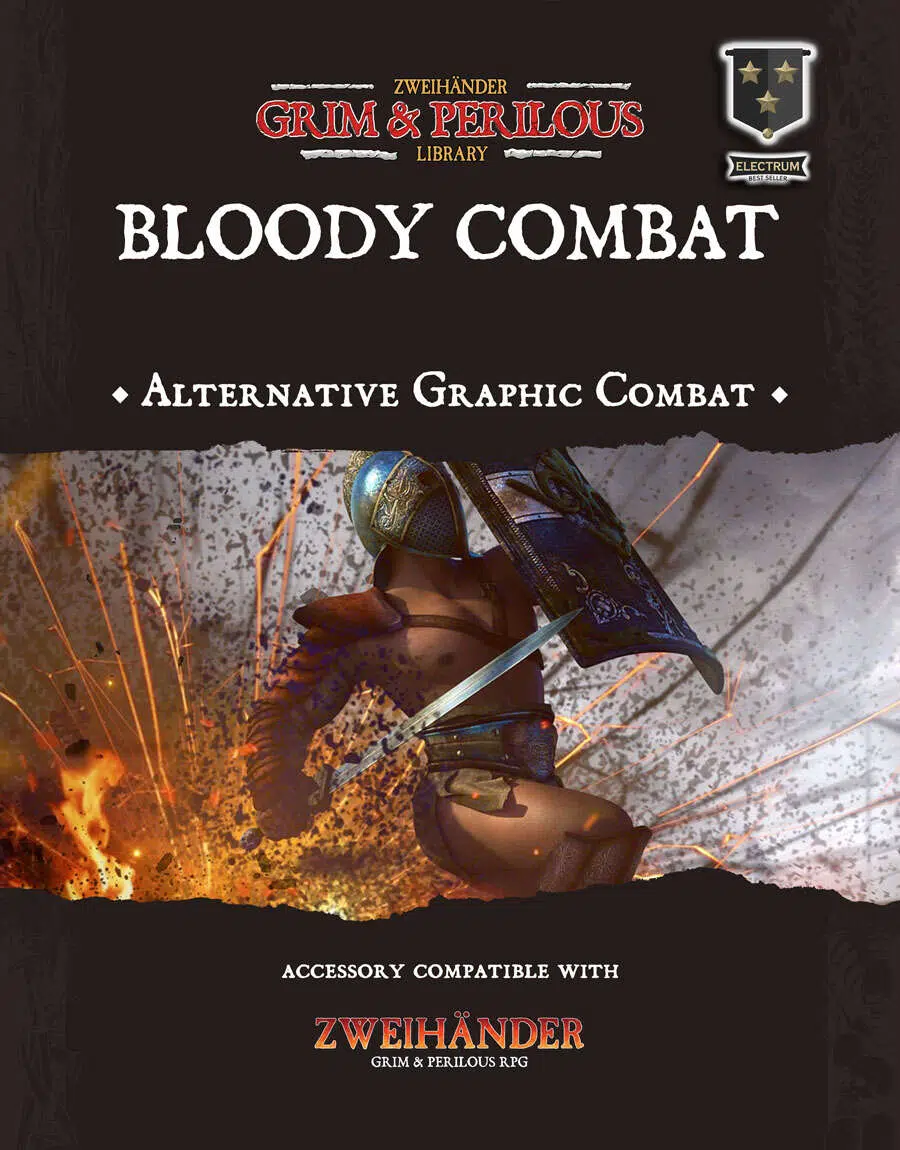 ZWEIHÄNDER
GRIM & PERILOUS
LIBRARY
ELECTRUM
BEST SELLER
BLOODY COMBAT
◆ ALTERNATIVE GRAPHIC COMBAT ◆
ACCESSORY COMPATIBLE WITH
ZWEIHÄNDER
GRIM & PERILOUS RPG